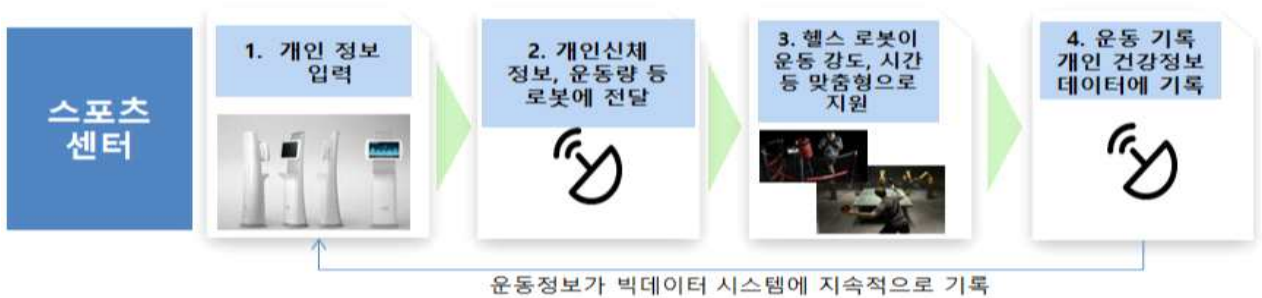 스포츠
센터
1. 개인 정보
입력
2. 개인신체
정보, 운동량 등
로봇에 전달
3. 헬스 로봇이
운동 강도, 시간
등 맞춤형으로
지원
4. 운동 기록
개인 건강정보
데이터에 기록
운동정보가 빅데이터 시스템에 지속적으로 기록